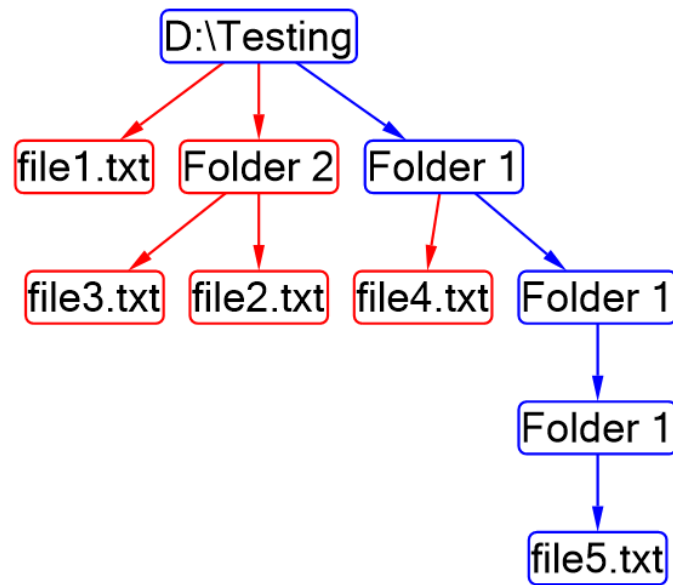 D:\Testing
file1.txt
Folder 2
Folder 1
file3.txt
file2.txt
file4.txt
Folder 1
Folder 1
file5.txt